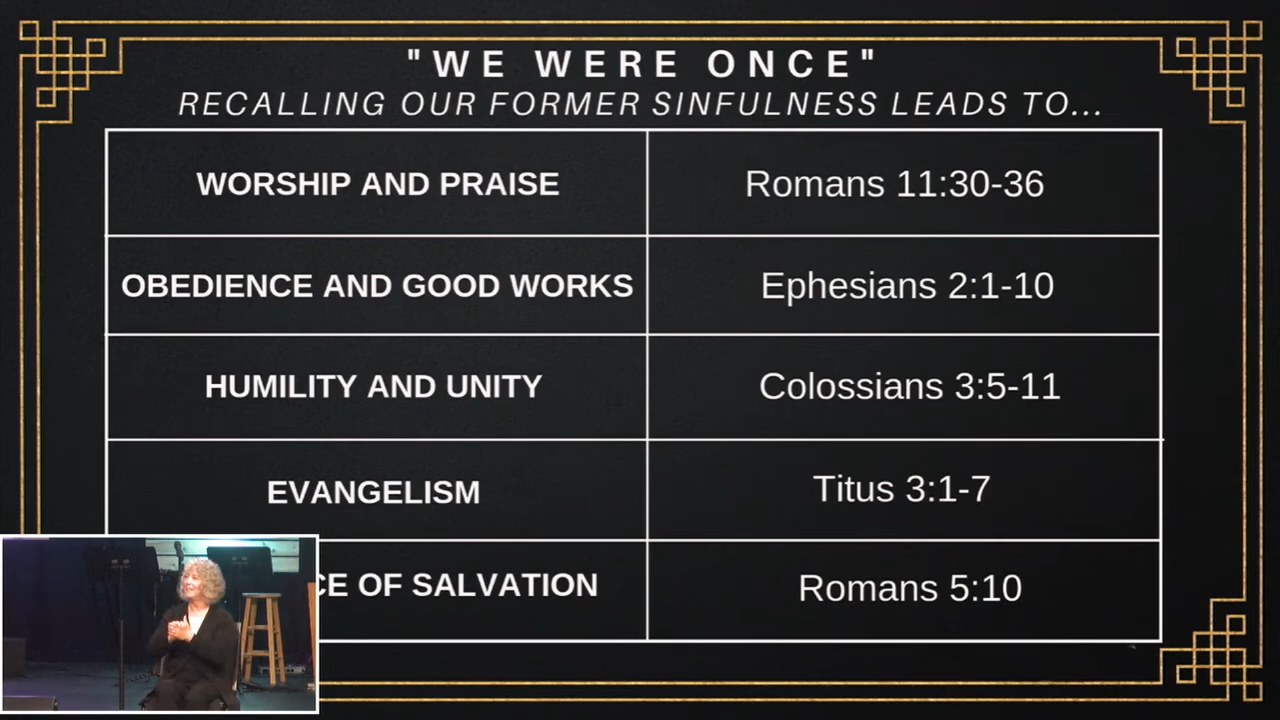 "WE WERE ONCE"
RECALLING OUR FORMER SINFULNESS LEADS TO...
WORSHIP AND PRAISE Romans 11:30-36
OBEDIENCE AND GOOD WORKS Ephesians 2:1-10
HUMILITY AND UNITY Colossians 3:5-11
EVANGELISM Titus 3:1-7
OF SALVATION Romans 5:10